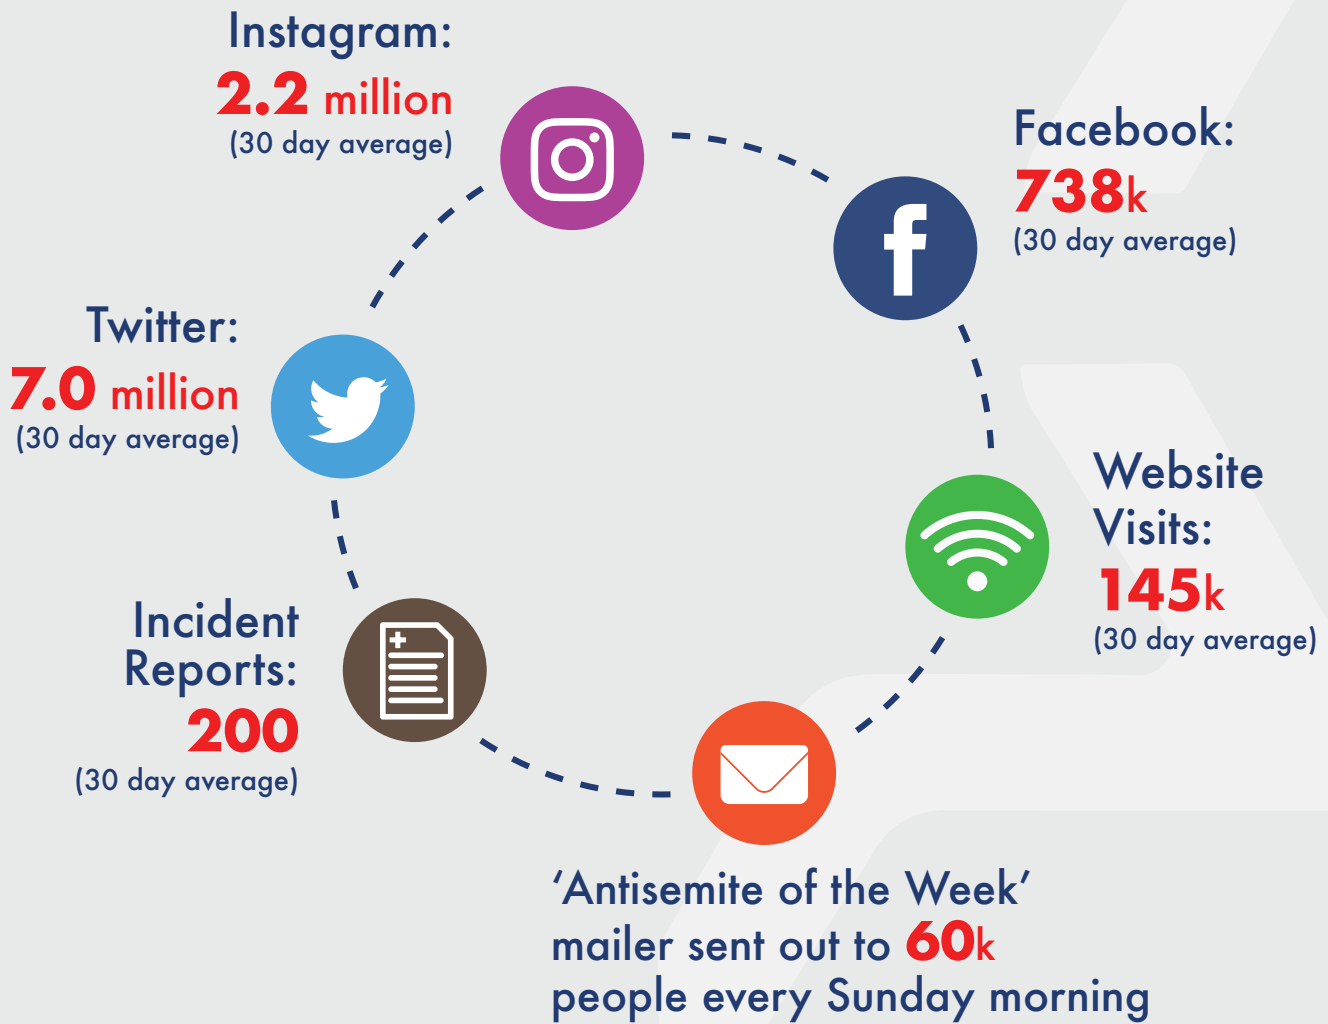 Instagram:
2.2 million
(30 day average)
Facebook:
738k
(30 day average)
Twitter:
7.0 million
(30 day average)
Website
Visits:
145k
(30 day average)
Incident
Reports:
200
(30 day average)
‘Antisemite of the Week’
mailer sent out to 60k
people every Sunday morning